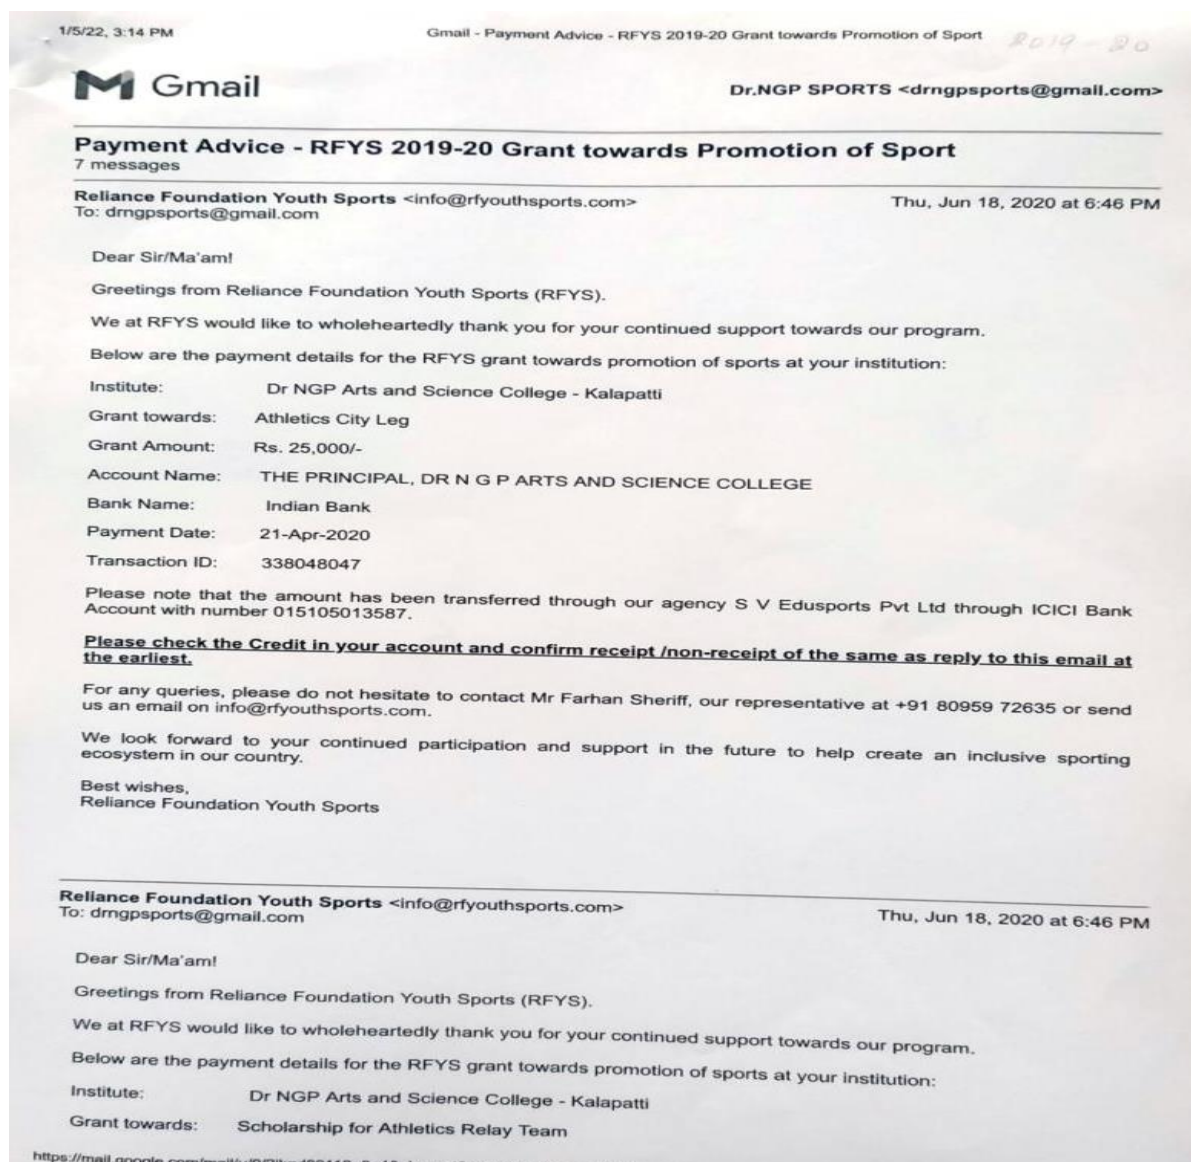 1/5/22, 3:14 PM
Gmail - Payment Advice - RFYS 2019-20 Grant towards Promotion of Sport
2019-20
Gmail
Dr.NGP SPORTS <drngpsports@gmail.com>
Payment Advice - RFYS 2019-20 Grant towards Promotion of Sport
7 messages
Reliance Foundation Youth Sports <info@rfyouthsports.com>
Thu, Jun 18, 2020 at 6:46 PM
To: drngpsports@gmail.com
Dear Sir/Ma'am!
Greetings from Reliance Foundation Youth Sports (RFYS).
We at RFYS would like to wholeheartedly thank you for your continued support towards our program.
Below are the payment details for the RFYS grant towards promotion of sports at your institution:
Institute: Dr NGP Arts and Science College - Kalapatti
Grant towards: Athletics City Leg
Grant Amount: Rs. 25,000/-
Account Name: THE PRINCIPAL, DR N G P ARTS AND SCIENCE COLLEGE
Bank Name: Indian Bank
Payment Date: 21-Apr-2020
Transaction ID: 338048047
Please note that the amount has been transferred through our agency S V Edusports Pvt Ltd through ICICI Bank
Account with number 015105013587.
Please check the Credit in your account and confirm receipt /non-receipt of the same as reply to this email at
the earliest.
For any queries, please do not hesitate to contact Mr Farhan Sheriff, our representative at +91 80959 72635 or send
us an email on info@rfyouthsports.com.
We look forward to your continued participation and support in the future to help create an inclusive sporting
ecosystem in our country.
Best wishes,
Reliance Foundation Youth Sports
Reliance Foundation Youth Sports <info@rfyouthsports.com>
Thu, Jun 18, 2020 at 6:46 PM
To: drngpsports@gmail.com
Dear Sir/Ma'am!
Greetings from Reliance Foundation Youth Sports (RFYS).
We at RFYS would like to wholeheartedly thank you for your continued support towards our program.
Below are the payment details for the RFYS grant towards promotion of sports at your institution:
Institute: Dr NGP Arts and Science College - Kalapatti
Grant towards: Scholarship for Athletics Relay Team